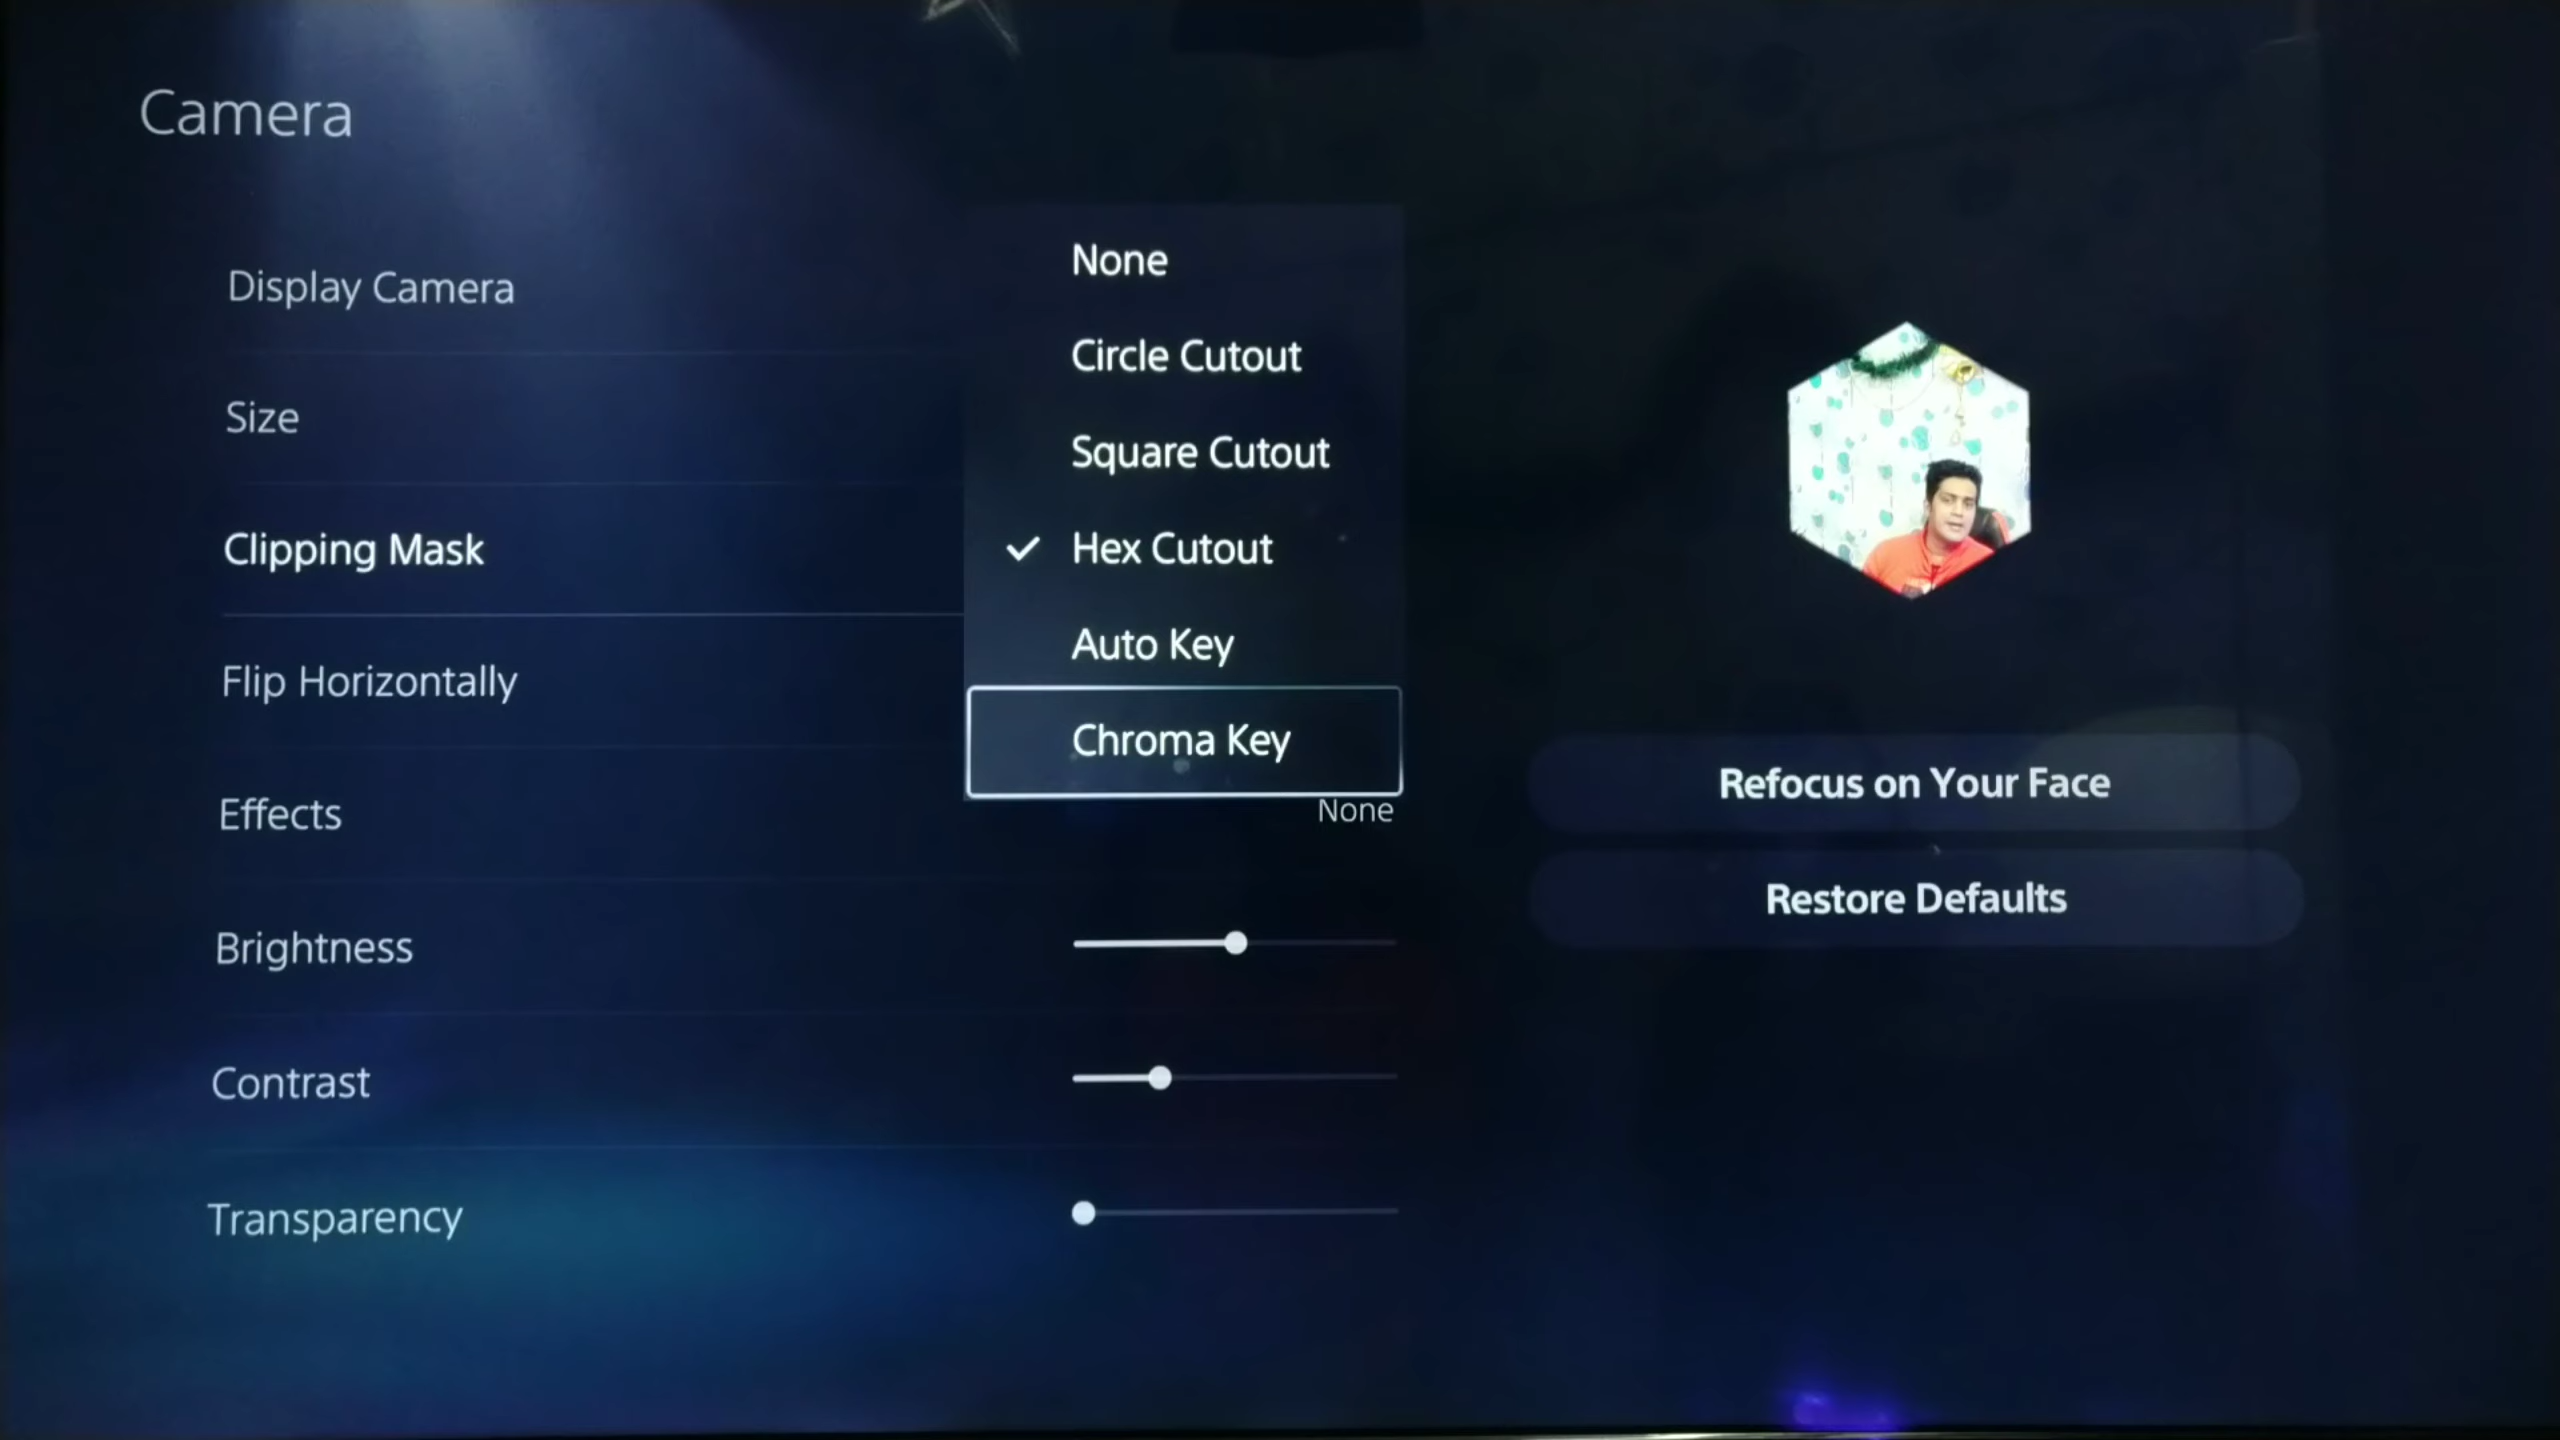 Camera
Display Camera
Size
Clipping Mask
Flip Horizontally
Effects
Brightness
Contrast
Transparency
None
Circle Cutout
Square Cutout
Hex Cutout
Auto Key
Chroma Key
None
Refocus on Your Face
Restore Defaults